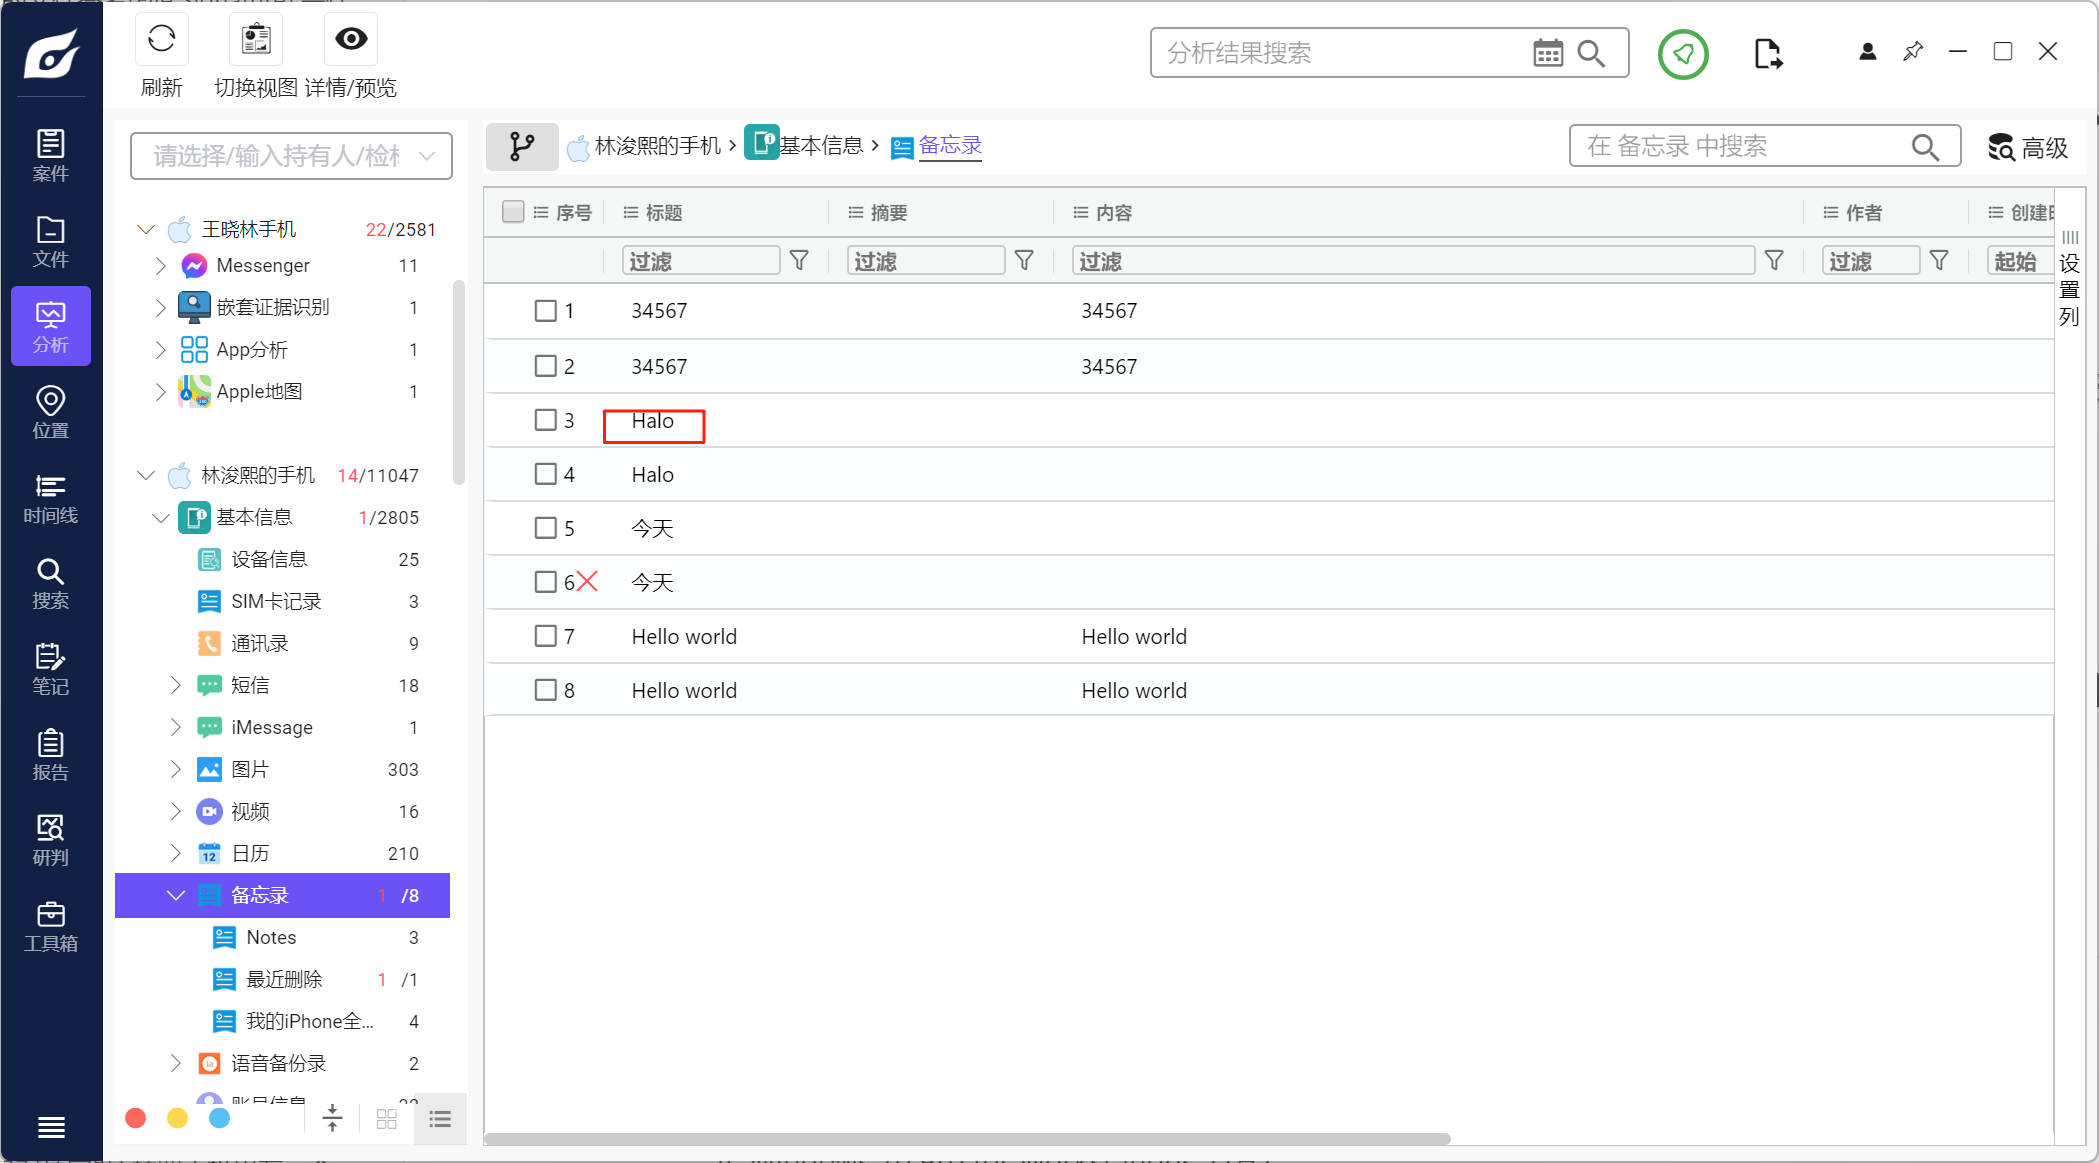 刷新 切换视图 详情/预览
分析结果搜索
案件
文件
分析
位置
时间线
搜索
笔记
报告
研判
工具箱
请选择/输入持有人/检
王晓林手机 22/2581
Messenger 11
嵌套证据识别 1
App分析 1
Apple地图 1
林浚熙的手机 14/11047
基本信息 1/2805
设备信息 25
SIM卡记录 3
通讯录 9
短信 18
iMessage 1
图片 303
视频 16
12 日历 210
备忘录 1 /8
Notes 3
最近删除 1 /1
我的iPhone全... 4
语音备份录 2
林浚熙的手机 › 基本信息 › 备忘录
在 备忘录 中搜索
高级
序号 标题 摘要 内容 作者 创建
过滤 过滤 过滤 过滤 起始
设置列
1 34567 34567
2 34567 34567
3 Halo
4 Halo
5 今天
6 今天
7 Hello world Hello world
8 Hello world Hello world